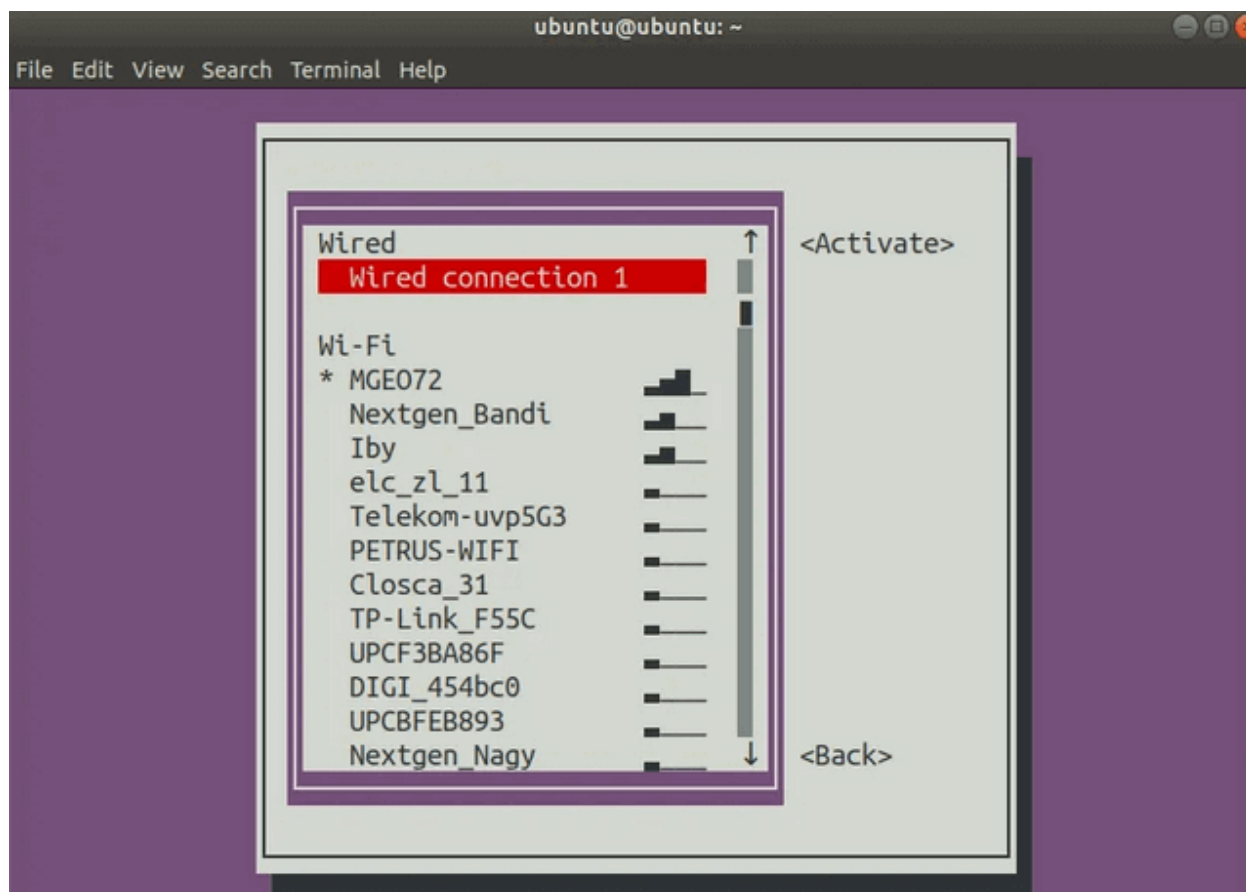 ubuntu@ubuntu: ~
File Edit View Search Terminal Help
Wired ↑ <Activate>
Wired connection 1
Wi-Fi
* MGEO72
Nextgen_Bandi
Iby
elc_zl_11
Telekom-uvp5G3
PETRUS-WIFI
Closca_31
TP-Link_F55C
UPCF3BA86F
DIGI_454bc0
UPCBFEB893
Nextgen_Nagy ↓ <Back>